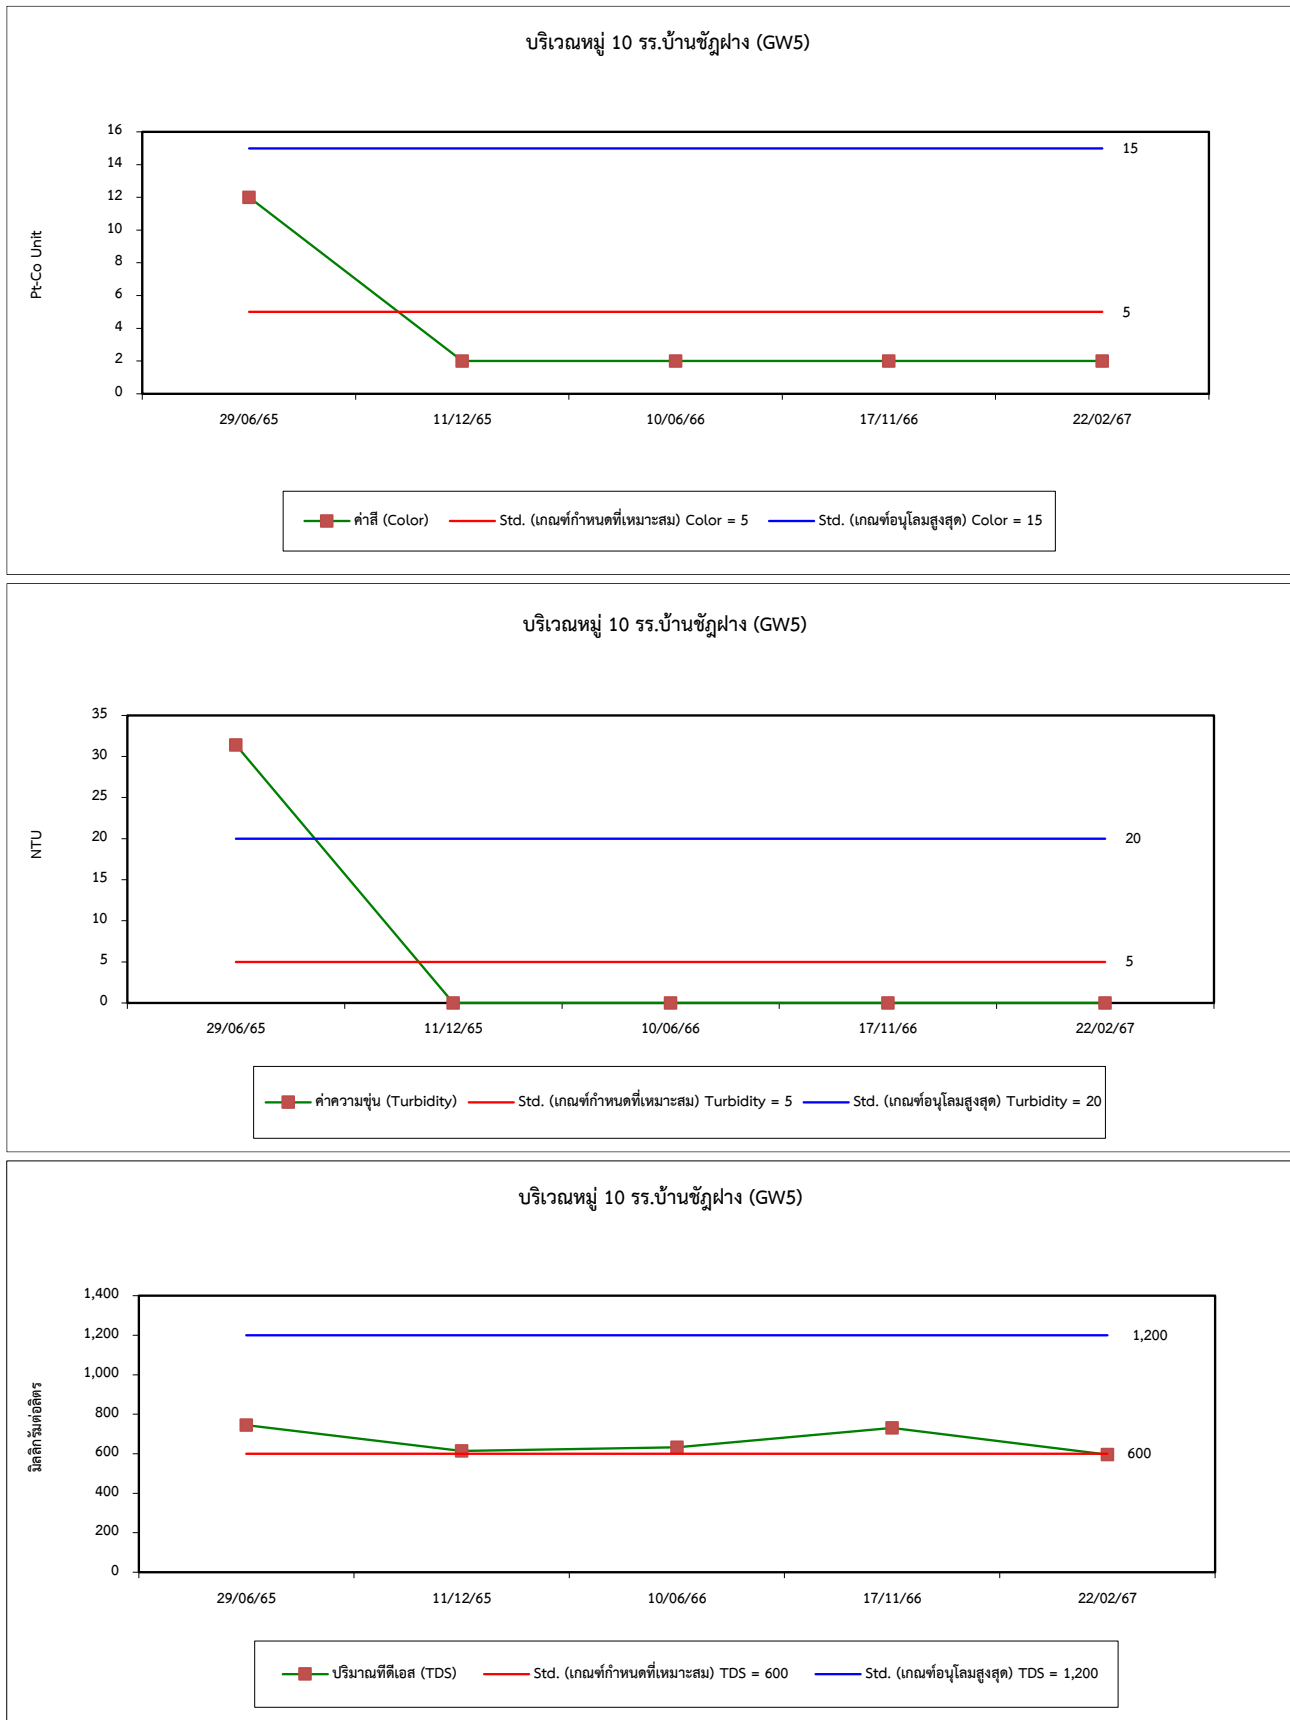 บริเวณหมู่ 10 รร.บ้านชัฎฝาง (GW5)
16
14
12
10
8
6
4
2
0
Pt-Co Unit
15
5
29/06/65 11/12/65 10/06/66 17/11/66 22/02/67
ค่าสี (Color) Std. (เกณฑ์กำหนดที่เหมาะสม) Color = 5 Std. (เกณฑ์อนุโลมสูงสุด) Color = 15
บริเวณหมู่ 10 รร.บ้านชัฎฝาง (GW5)
35
30
25
20
15
10
5
0
NTU
20
5
29/06/65 11/12/65 10/06/66 17/11/66 22/02/67
ค่าความขุ่น (Turbidity) Std. (เกณฑ์กำหนดที่เหมาะสม) Turbidity = 5 Std. (เกณฑ์อนุโลมสูงสุด) Turbidity = 20
บริเวณหมู่ 10 รร.บ้านชัฎฝาง (GW5)
1,400
1,200
1,000
800
600
400
200
0
มิลลิกรัมต่อลิตร
1,200
600
29/06/65 11/12/65 10/06/66 17/11/66 22/02/67
ปริมาณทีดีเอส (TDS) Std. (เกณฑ์กำหนดที่เหมาะสม) TDS = 600 Std. (เกณฑ์อนุโลมสูงสุด) TDS = 1,200